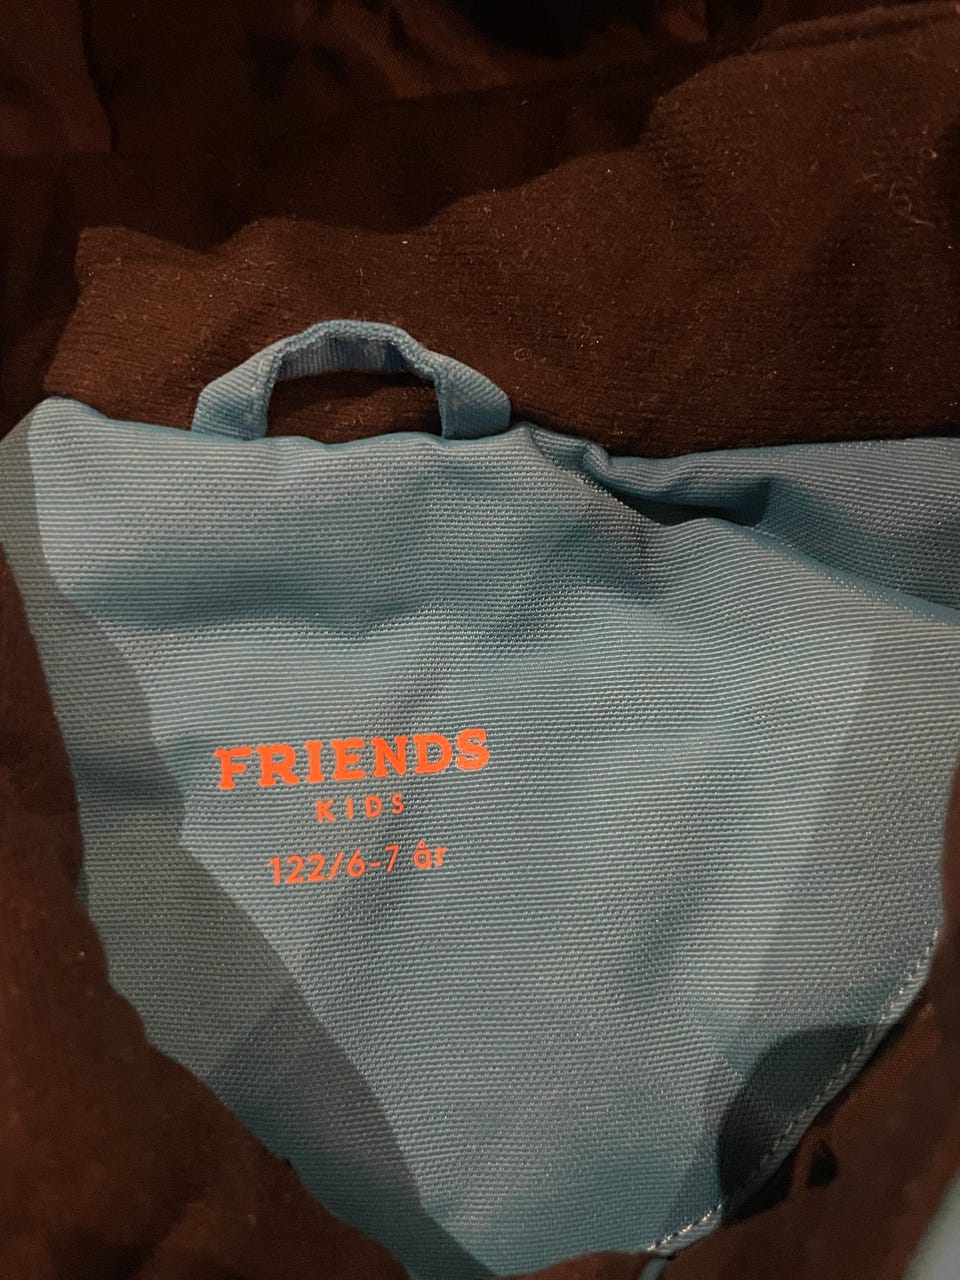 FRIENDS
KIDS
122/6-7 år